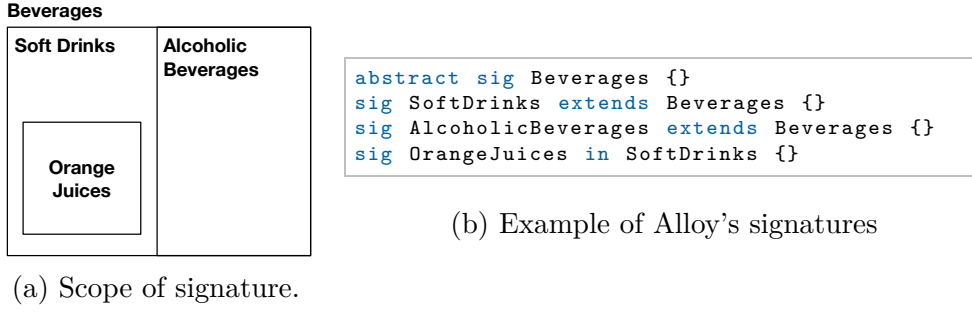 Beverages
Soft Drinks
Alcoholic
Beverages
Orange
Juices
(a) Scope of signature.
abstract sig Beverages {}
sig SoftDrinks extends Beverages {}
sig AlcoholicBeverages extends Beverages {}
sig OrangeJuices in SoftDrinks {}
(b) Example of Alloy's signatures